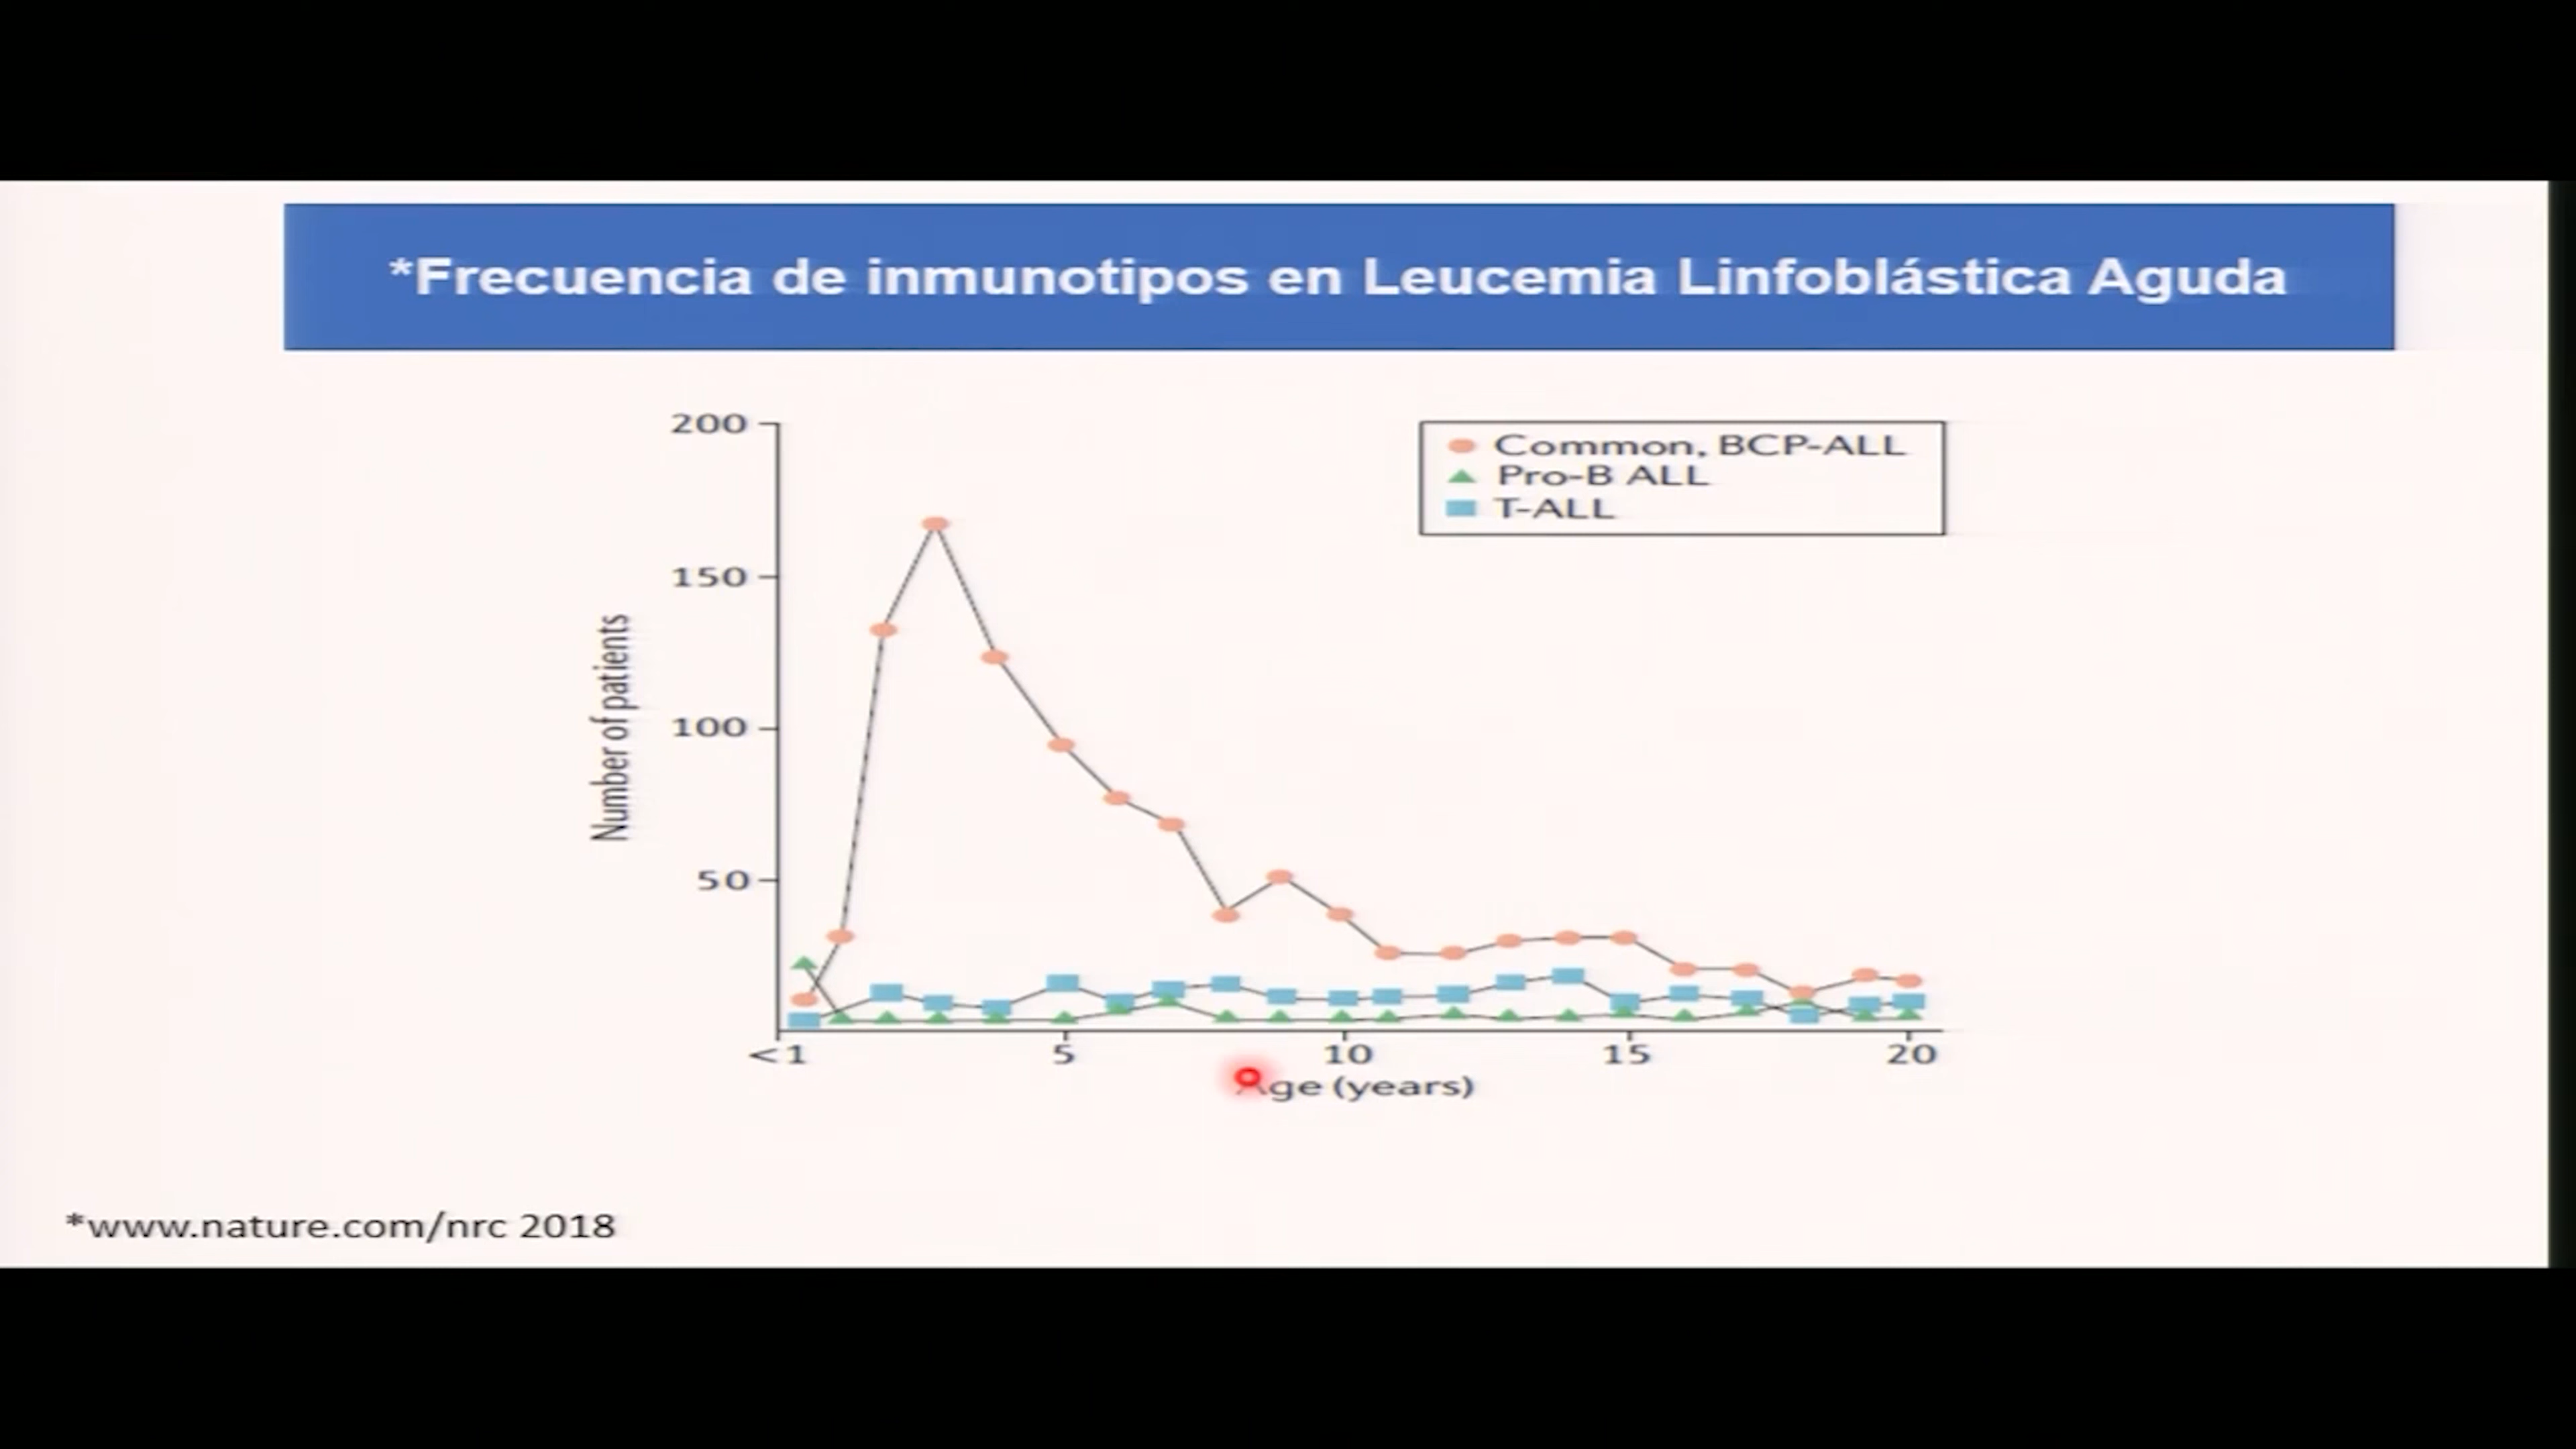 *Frecuencia de inmunotipos en Leucemia Linfoblástica Aguda
200
150
100
50
Number of patients
Common, BCP-ALL
Pro-B ALL
T-ALL
<1 5 10 15 20
Age (years)
*www.nature.com/nrc 2018